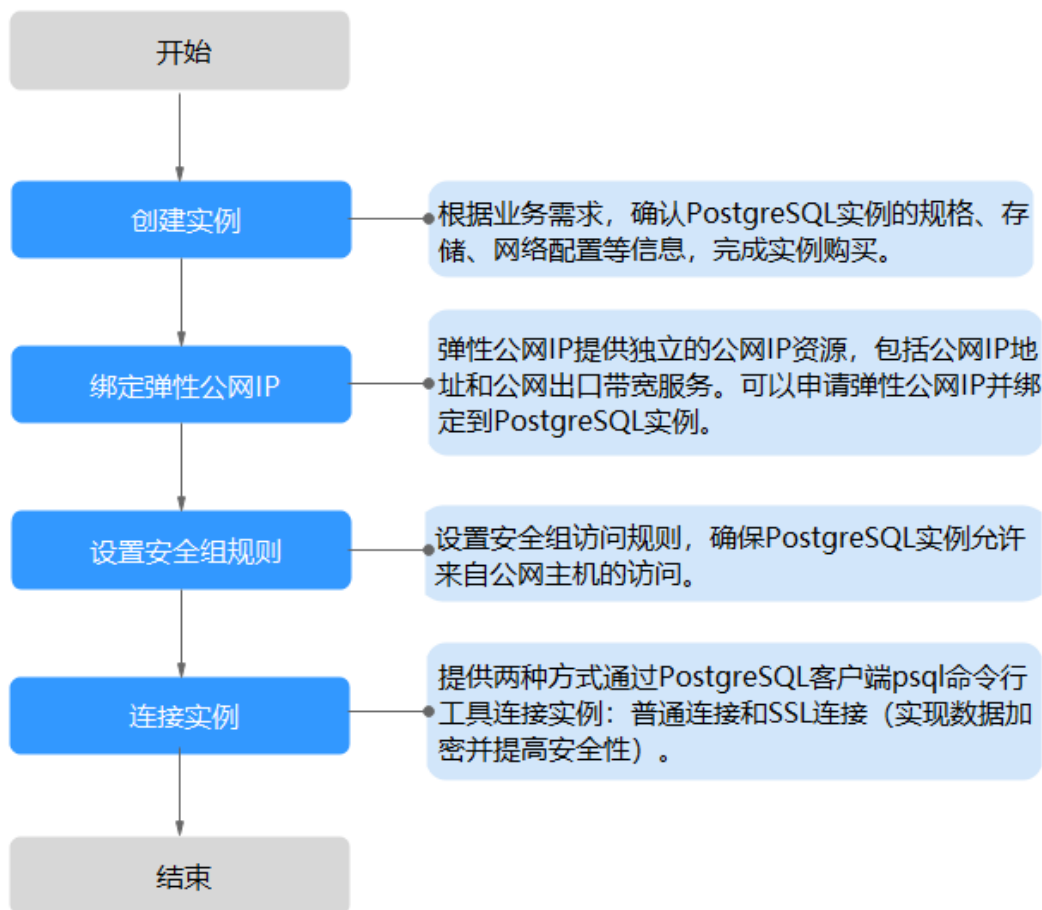 开始
创建实例
根据业务需求，确认PostgreSQL实例的规格、存
储、网络配置等信息，完成实例购买。
绑定弹性公网IP
弹性公网IP提供独立的公网IP资源，包括公网IP地
址和公网出口带宽服务。可以申请弹性公网IP并绑
定到PostgreSQL实例。
设置安全组规则
设置安全组访问规则，确保PostgreSQL实例允许
来自公网主机的访问。
连接实例
提供两种方式通过PostgreSQL客户端psql命令行
工具连接实例：普通连接和SSL连接（实现数据加
密并提高安全性）。
结束